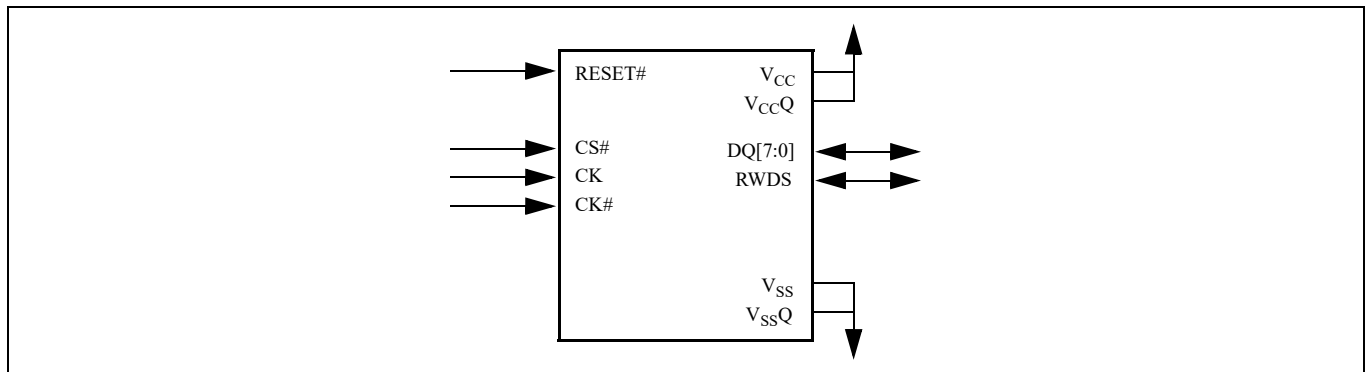 RESET#
CS#
CK
CK#
VCC
VCCQ
DQ[7:0]
RWDS
VSS
VSSQ